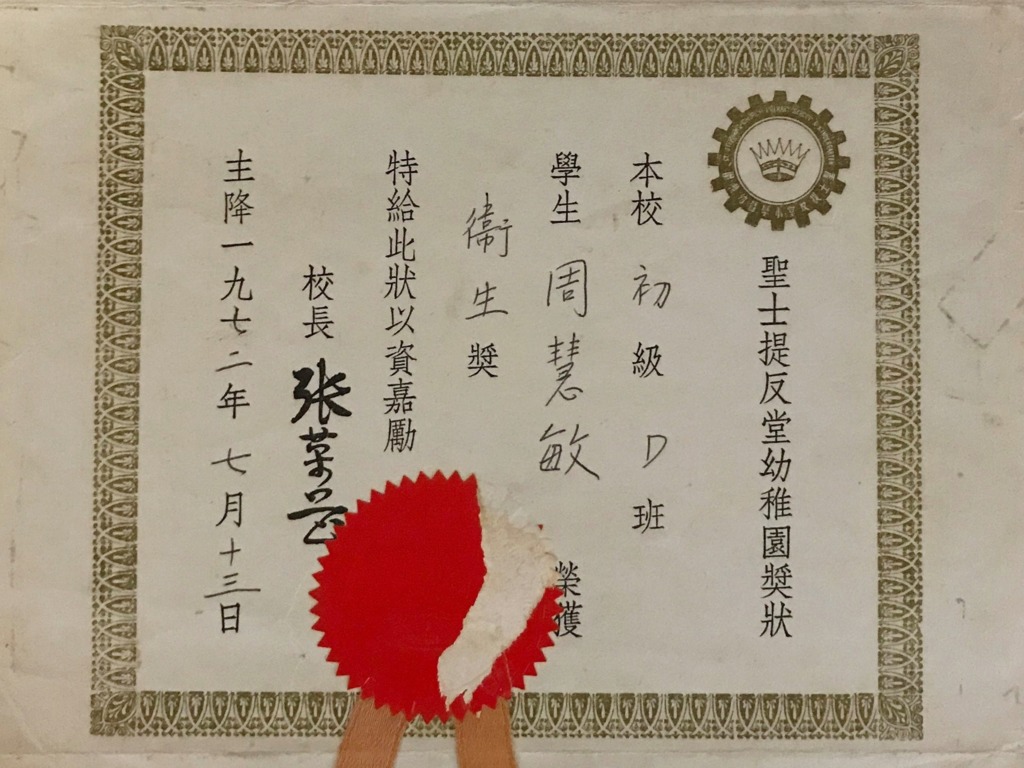 聖士提反堂幼稚園獎狀
本校初級D班
學生周慧敏榮獲
衞生獎
特給此狀以資嘉勵
校長張
主降一九七二年七月十三日